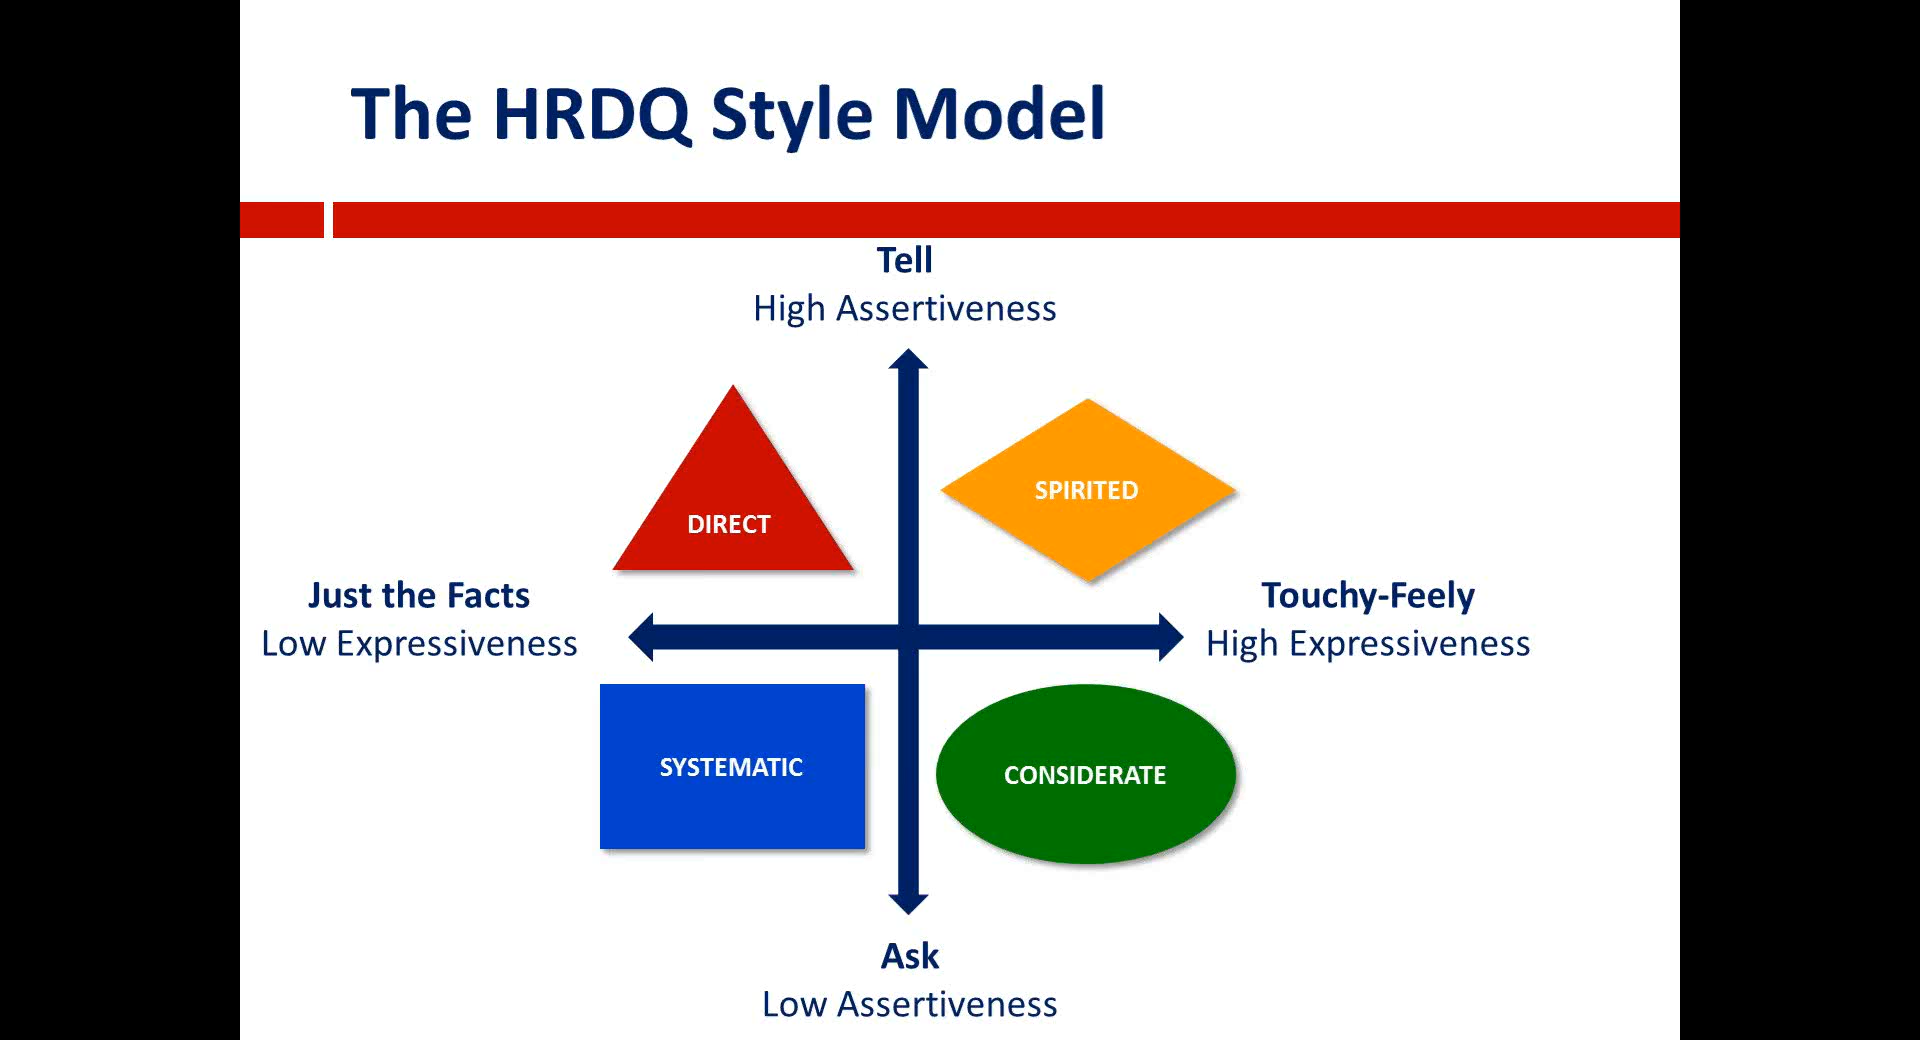 The HRDQ Style Model
Tell
High Assertiveness
DIRECT
SPIRITED
Just the Facts
Low Expressiveness
Touchy-Feely
High Expressiveness
SYSTEMATIC
CONSIDERATE
Ask
Low Assertiveness